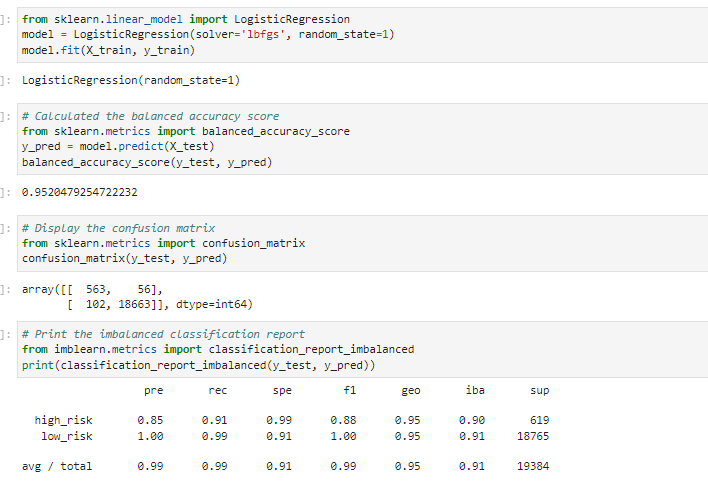 ]: from sklearn.linear_model import LogisticRegression
model = LogisticRegression(solver='lbfgs', random_state=1)
model.fit(X_train, y_train)
]: LogisticRegression(random_state=1)
]: # Calculated the balanced accuracy score
from sklearn.metrics import balanced_accuracy_score
y_pred = model.predict(X_test)
balanced_accuracy_score(y_test, y_pred)
]: 0.9520479254722232
]: # Display the confusion matrix
from sklearn.metrics import confusion_matrix
confusion_matrix(y_test, y_pred)
]: array([[  563,    56],
       [  102, 18663]], dtype=int64)
]: # Print the imbalanced classification report
from imblearn.metrics import classification_report_imbalanced
print(classification_report_imbalanced(y_test, y_pred))
pre rec spe f1 geo iba sup
high_risk 0.85 0.91 0.99 0.88 0.95 0.90 619
low_risk 1.00 0.99 0.91 1.00 0.95 0.91 18765
avg / total 0.99 0.99 0.91 0.99 0.95 0.91 19384